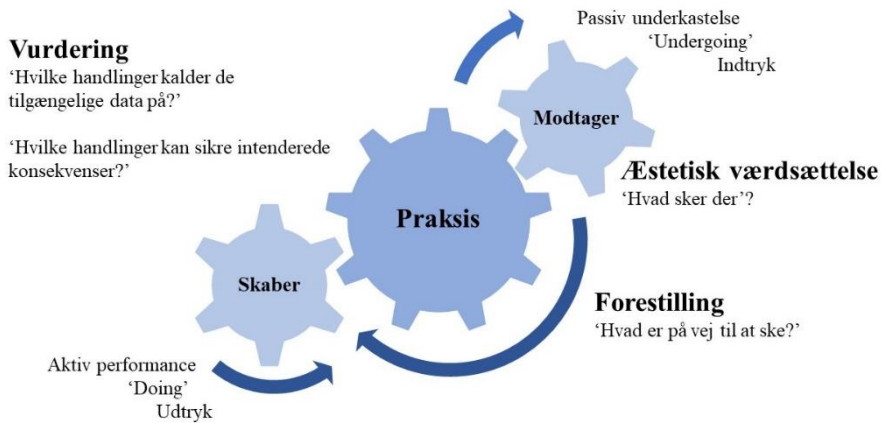 Vurdering
‘Hvilke handlinger kalder de
tilgængelige data på?’
‘Hvilke handlinger kan sikre intenderede
konsekvenser?’
Passiv underkastelse
‘Undergoing’
Indtryk
Modtager
Æstetisk værdsættelse
‘Hvad sker der’?
Praksis
Skaber
Forestilling
‘Hvad er på vej til at ske?’
Aktiv performance
‘Doing’
Udtryk